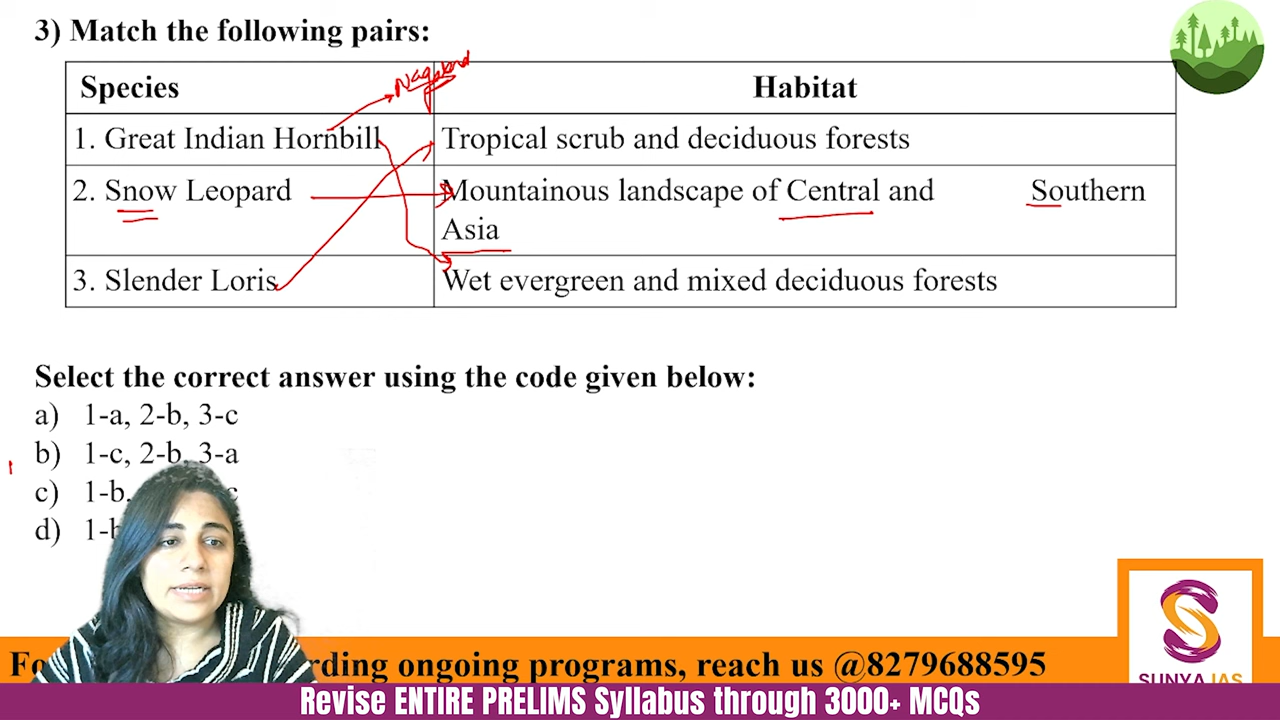 3) Match the following pairs:
Nagaland
Species Habitat
1. Great Indian Hornbill Tropical scrub and deciduous forests
2. Snow Leopard Mountainous landscape of Central and Southern
Asia
3. Slender Loris Wet evergreen and mixed deciduous forests
Select the correct answer using the code given below:
a) 1-a, 2-b, 3-c
b) 1-c, 2-b, 3-a
c) 1-b,
d)
rding ongoing programs, reach us @8279688595
SUNYA IAS
Revise ENTIRE PRELIMS Syllabus through 3000+ MCQs